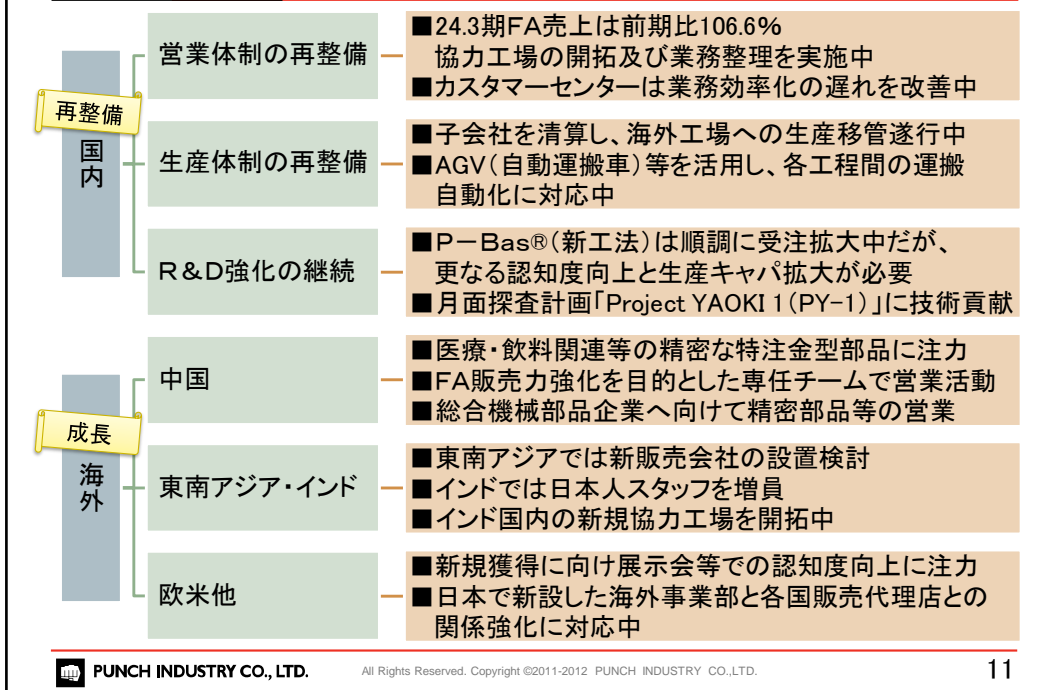 再整備
国内
営業体制の再整備
■24.3期FA売上は前期比106.6%
協力工場の開拓及び業務整理を実施中
■カスタマーセンターは業務効率化の遅れを改善中
生産体制の再整備
■子会社を清算し、海外工場への生産移管遂行中
■AGV(自動運搬車)等を活用し、各工程間の運搬
自動化に対応中
R&D強化の継続
■P-Bas®(新工法)は順調に受注拡大中だが、
更なる認知度向上と生産キャパ拡大が必要
■月面探査計画「Project YAOKI 1(PY-1)」に技術貢献
成長
海外
中国
■医療・飲料関連等の精密な特注金型部品に注力
■FA販売力強化を目的とした専任チームで営業活動
■総合機械部品企業へ向けて精密部品等の営業
東南アジア・インド
■東南アジアでは新販売会社の設置検討
■インドでは日本人スタッフを増員
■インド国内の新規協力工場を開拓中
欧米他
■新規獲得に向け展示会等での認知度向上に注力
■日本で新設した海外事業部と各国販売代理店との
関係強化に対応中
PUNCH INDUSTRY CO., LTD.
All Rights Reserved. Copyright ©2011-2012 PUNCH INDUSTRY CO.,LTD.
11